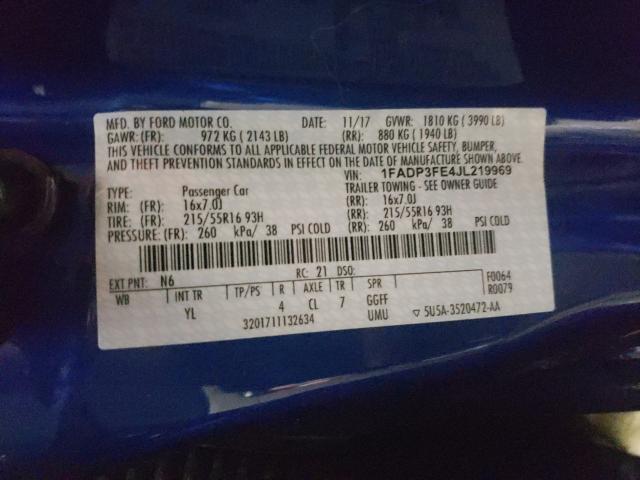 MFD. BY FORD MOTOR CO. DATE: 11/17 GVWR: 1810 KG ( 3990 LB)
GAWR: (FR): 972 KG ( 2143 LB) (RR): 880 KG ( 1940 LB)
THIS VEHICLE CONFORMS TO ALL APPLICABLE FEDERAL MOTOR VEHICLE SAFETY, BUMPER,
AND THEFT PREVENTION STANDARDS IN EFFECT ON THE DATE OF MANUFACTURE SHOWN ABOVE.
VIN: 1FADP3FE4JL219969
TYPE: Passenger Car TRAILER TOWING - SEE OWNER GUIDE
RIM: (FR): 16x7.0J (RR): 16x7.0J
TIRE: (FR): 215/55R16 93H (RR): 215/55R16 93H
PRESSURE: (FR): 260 kPa/ 38 PSI COLD (RR): 260 kPa/ 38 PSI COLD
EXT PNT: N6 RC: 21 DSO: F0064
WB INT TR TP/PS R AXLE TR SPR R0079
YL 4 CL 7 GGFF
3201711132634 UMU ▽ 5U5A-3520472-AA